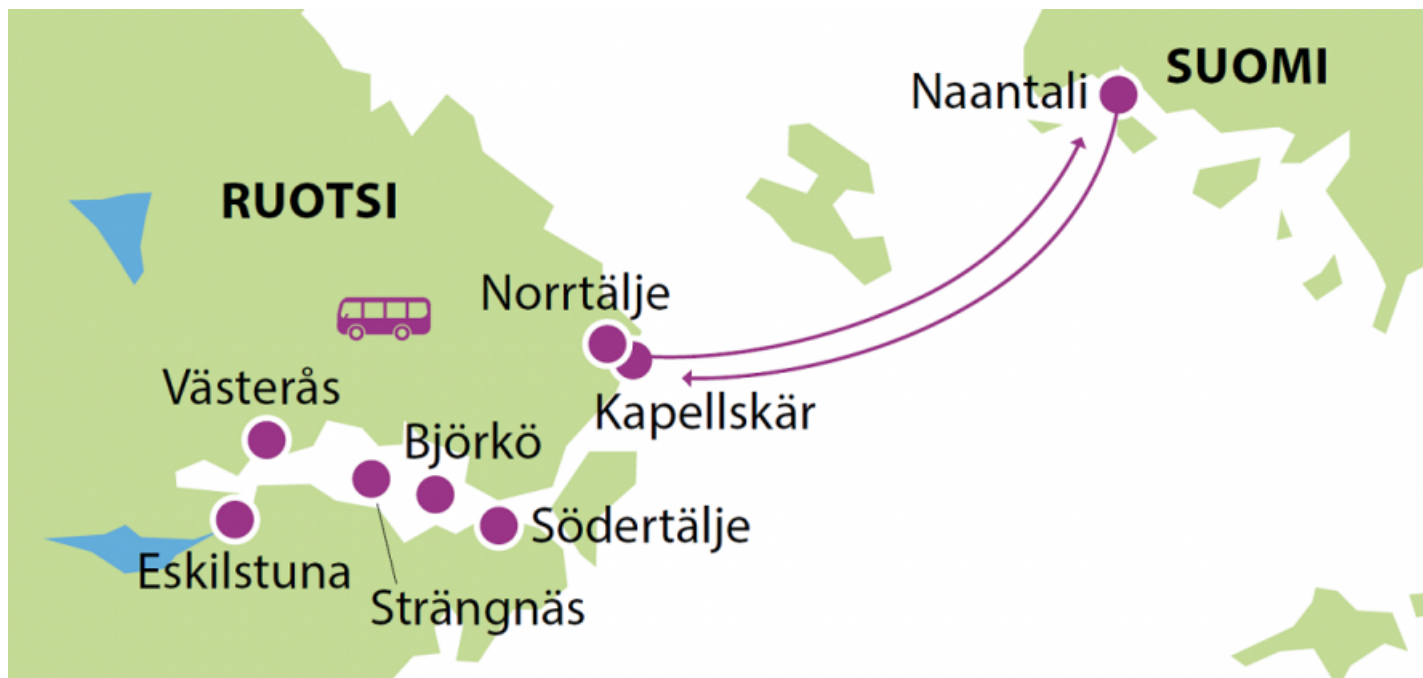 SUOMI
Naantali
RUOTSI
Norrtälje
Västerås
Kapellskär
Björkö
Södertälje
Eskilstuna
Strängnäs